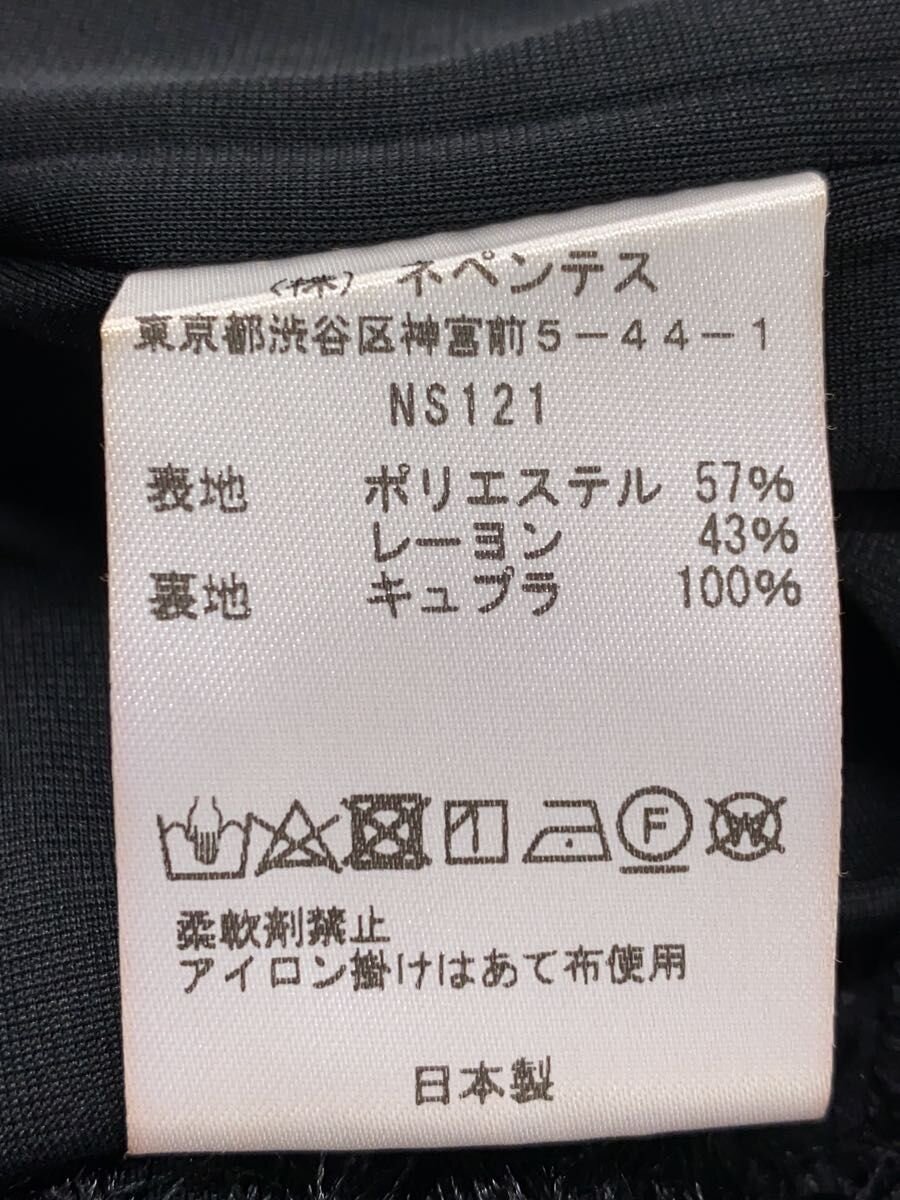 (株) ネペンテス
東京都渋谷区神宮前5-44-1
NS121
表地 ポリエステル 57%
レーヨン 43%
裏地 キュプラ 100%
F W
柔軟剤禁止
アイロン掛けはあて布使用
日本製